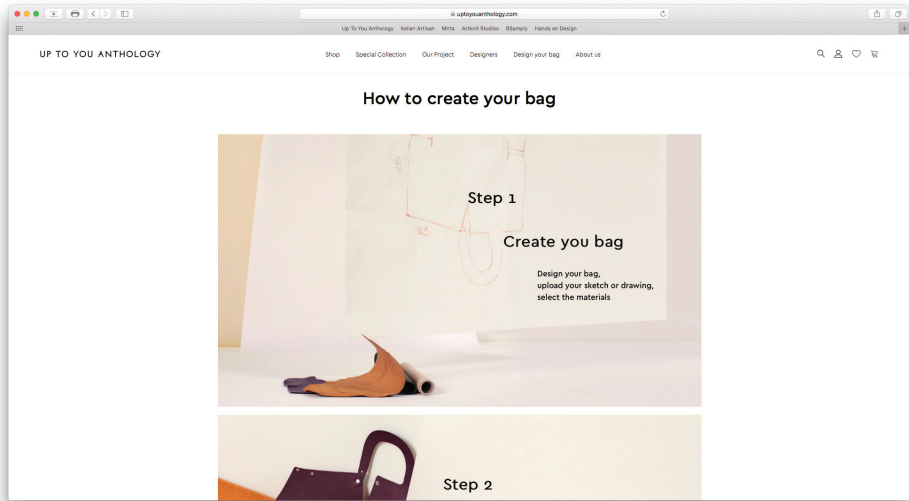 uptoyouanthology.com
Up To You Anthology Italian Artisan Mirta Artemit Studios BSamply Hands on Design
UP TO YOU ANTHOLOGY
Shop Special Collection Our Project Designers Design your bag About us
How to create your bag
Step 1
Create you bag
Design your bag,
upload your sketch or drawing,
select the materials
Step 2